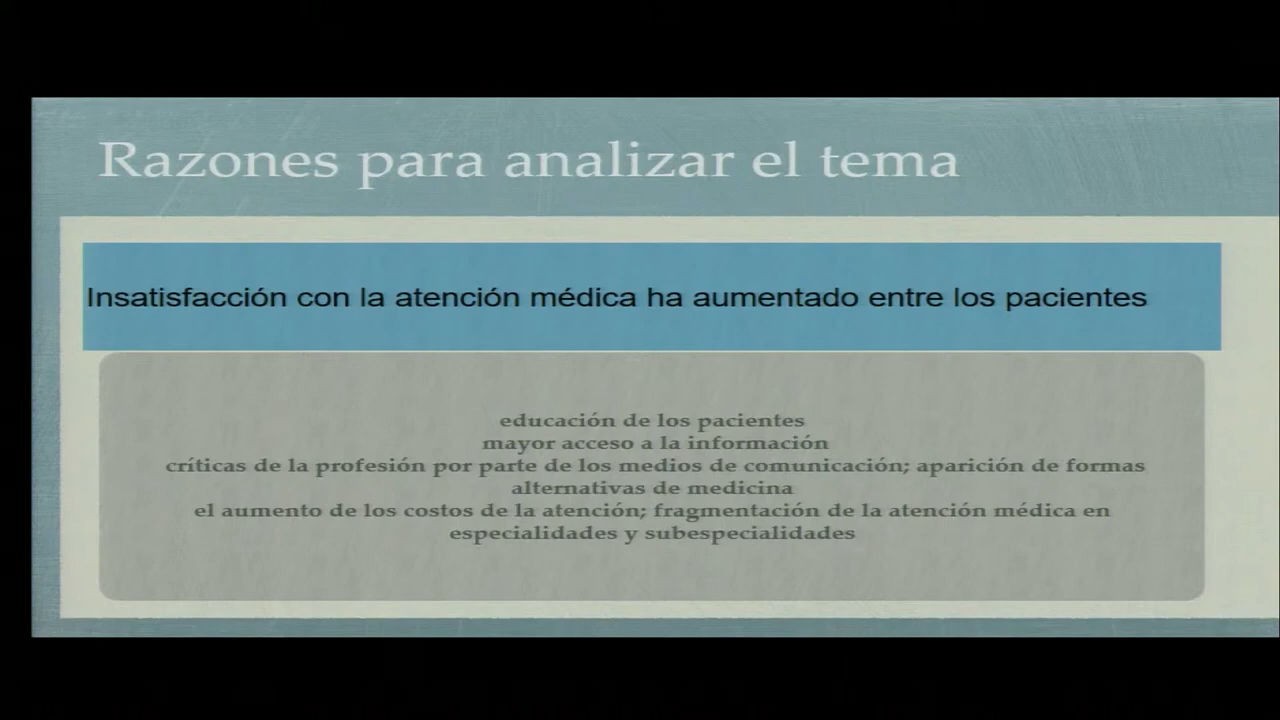 Razones para analizar el tema
Insatisfacción con la atención médica ha aumentado entre los pacientes
educación de los pacientes
mayor acceso a la información
críticas de la profesión por parte de los medios de comunicación; aparición de formas
alternativas de medicina
el aumento de los costos de la atención; fragmentación de la atención médica en
especialidades y subespecialidades